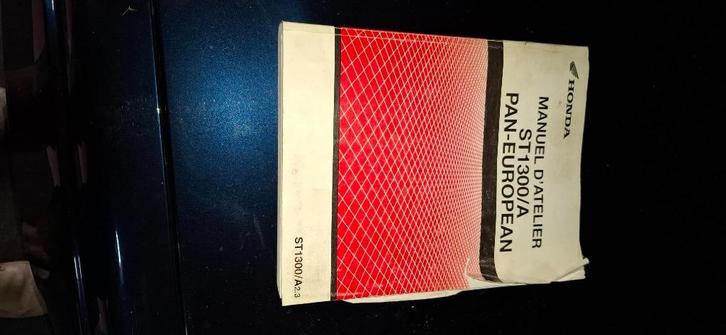 HONDA
MANUEL D'ATELIER
ST1300/A
PAN-EUROPEAN
ST1300/A2.3